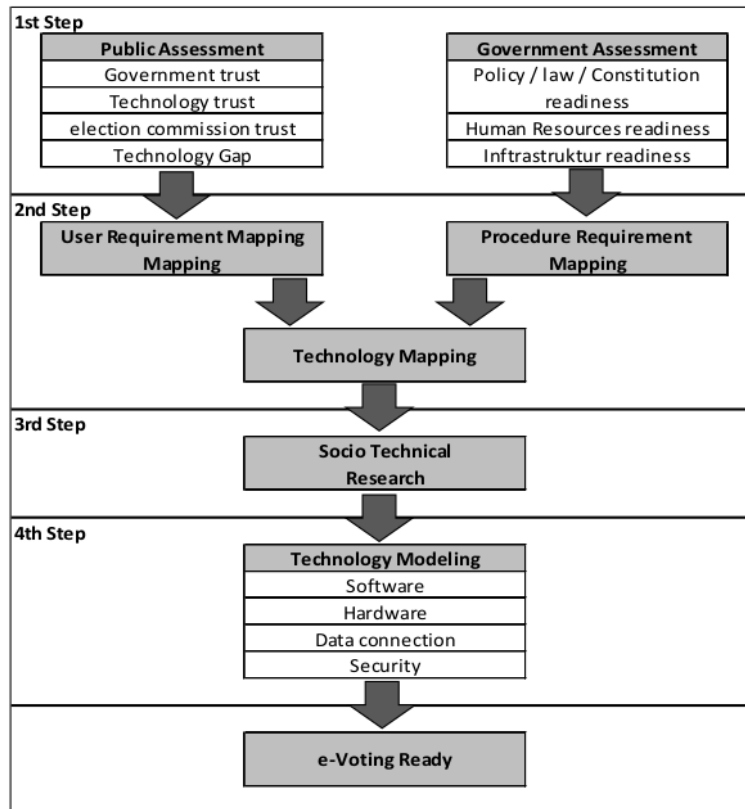 1st Step
Public Assessment
Government trust
Technology trust
election commission trust
Technology Gap
Government Assessment
Policy / law / Constitution
readiness
Human Resources readiness
Inftrastruktur readiness
2nd Step
User Requirement Mapping
Mapping
Procedure Requirement
Mapping
Technology Mapping
3rd Step
Socio Technical
Research
4th Step
Technology Modeling
Software
Hardware
Data connection
Security
e-Voting Ready